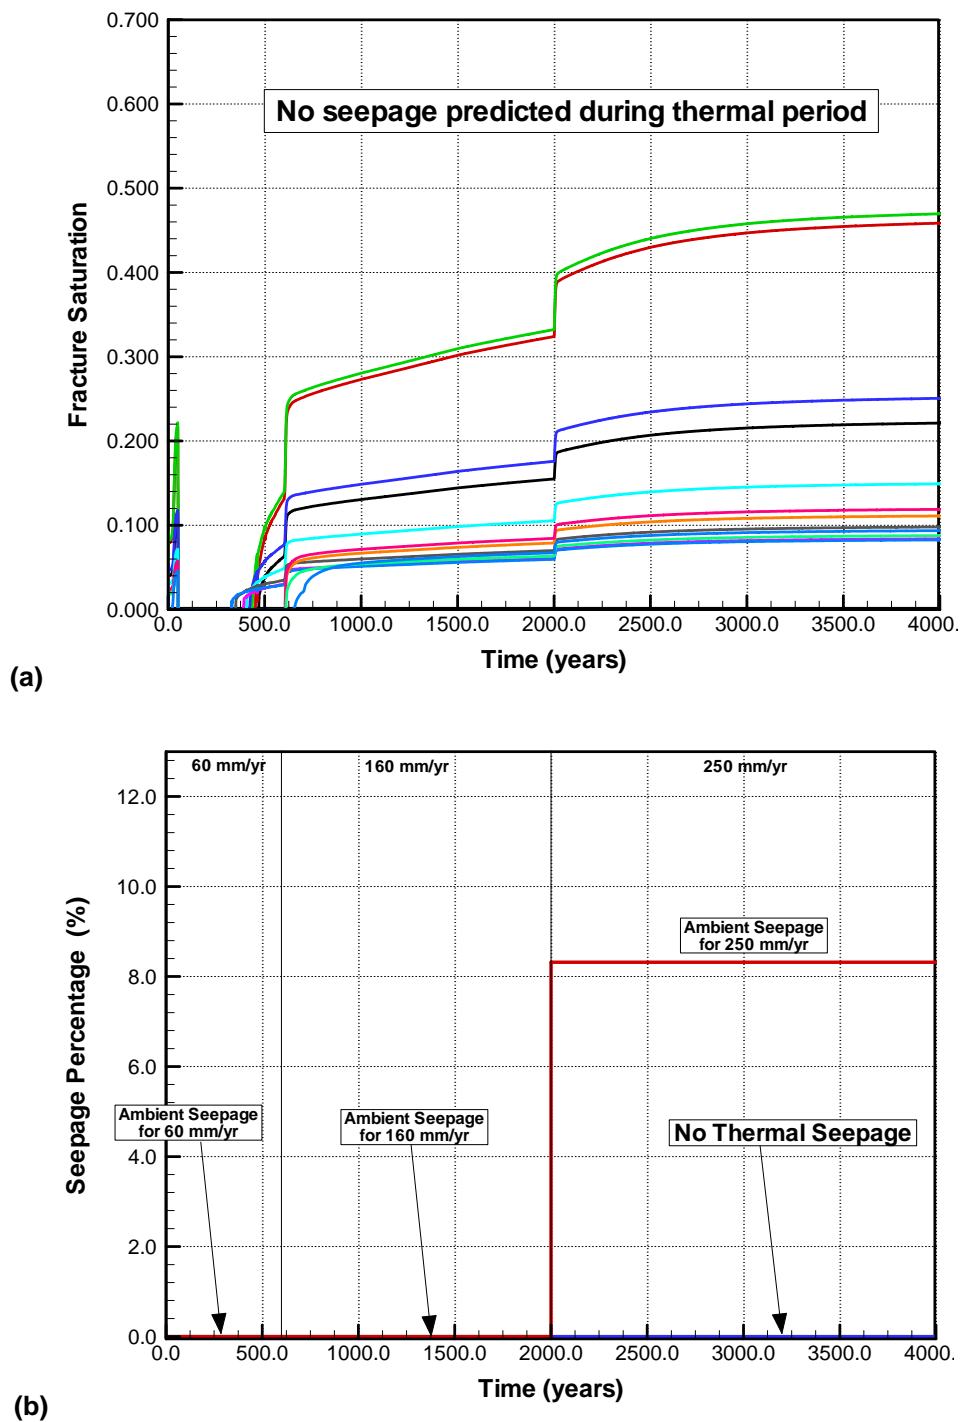 0.700
0.600
No seepage predicted during thermal period
0.500
Fracture Saturation
0.400
0.300
0.200
0.100
0.000
0.0 500.0 1000.0 1500.0 2000.0 2500.0 3000.0 3500.0 4000.
Time (years)
(a)
60 mm/yr 160 mm/yr 250 mm/yr
12.0
10.0
Seepage Percentage (%)
Ambient Seepage
for 250 mm/yr
8.0
6.0
Ambient Seepage
for 60 mm/yr
Ambient Seepage
for 160 mm/yr
No Thermal Seepage
4.0
2.0
0.0
0.0 500.0 1000.0 1500.0 2000.0 2500.0 3000.0 3500.0 4000.
Time (years)
(b)